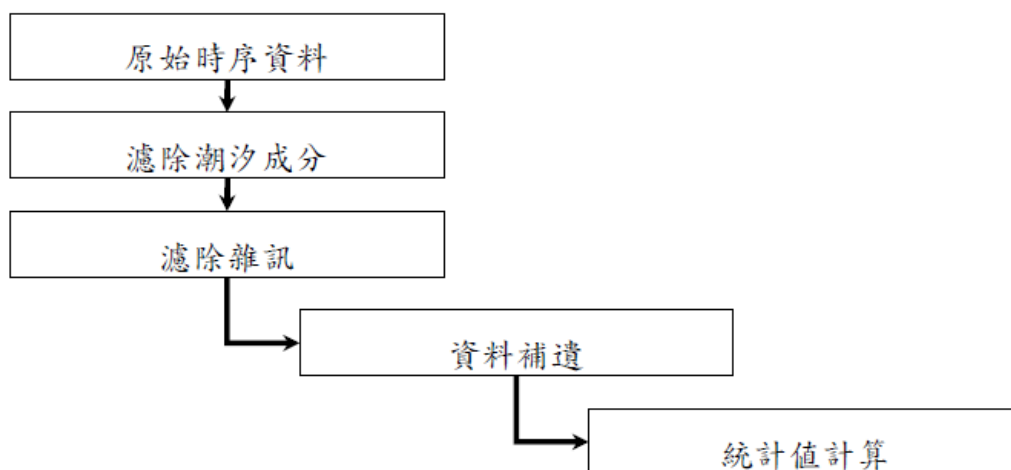 原始時序資料
濾除潮汐成分
濾除雜訊
資料補遺
統計值計算